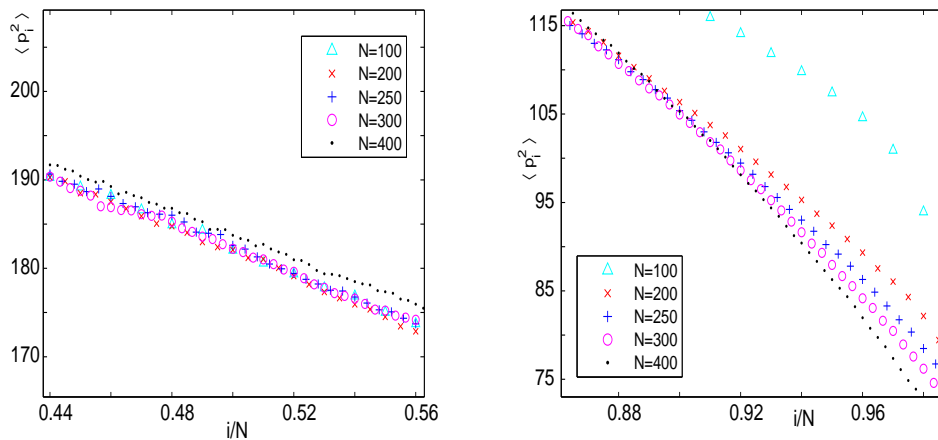 ⟨ p_i^2 ⟩
200
190
180
170
0.44
0.48
0.52
0.56
i/N
N=100
N=200
N=250
N=300
N=400
⟨ p_i^2 ⟩
115
105
95
85
75
0.88
0.92
0.96
i/N
N=100
N=200
N=250
N=300
N=400